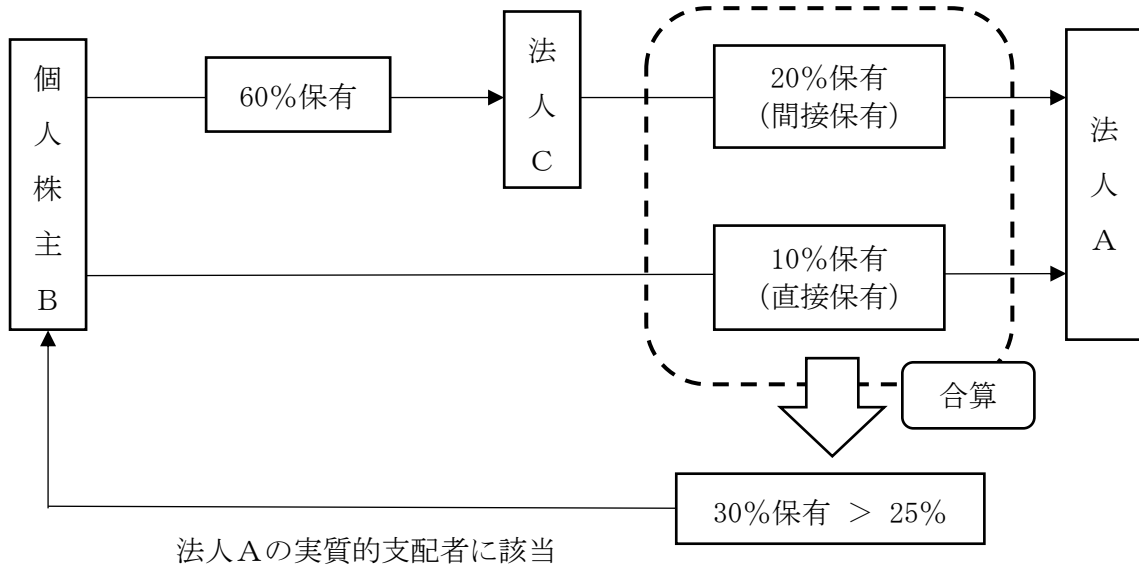 個人株主B
60%保有
法人C
20%保有
(間接保有)
10%保有
(直接保有)
法人A
合算
30%保有 > 25%
法人Aの実質的支配者に該当